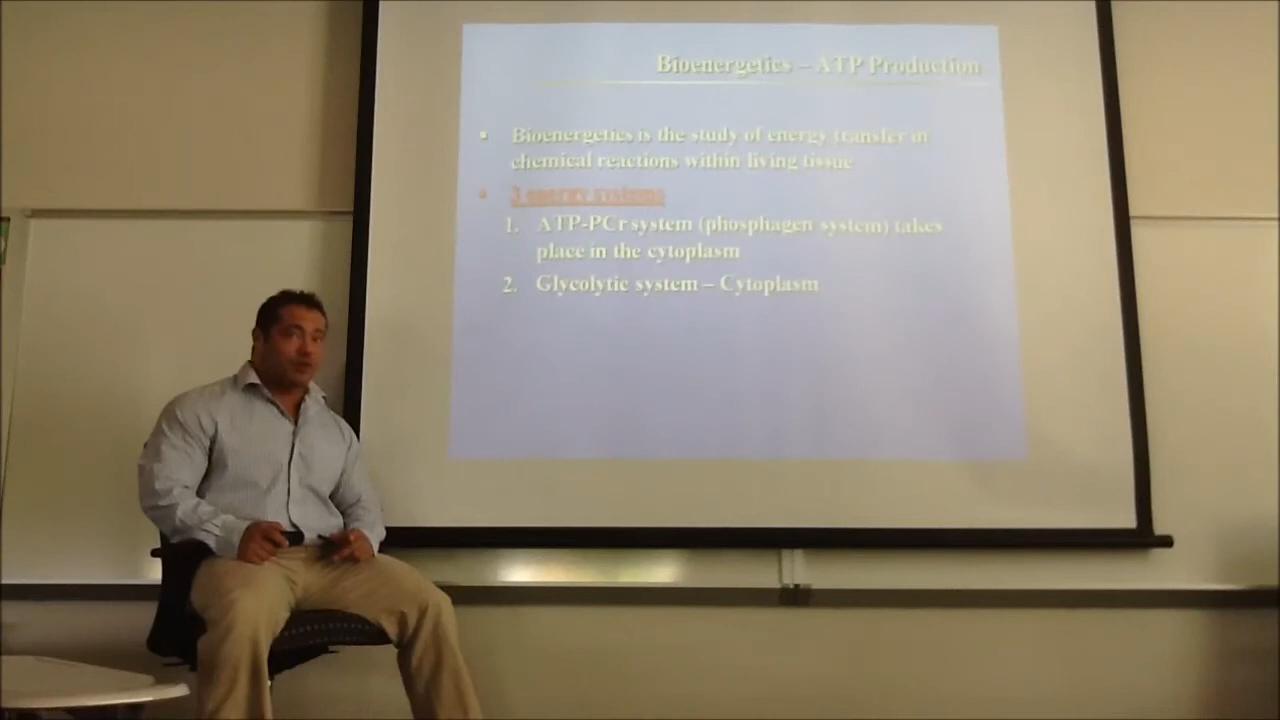 Bioenergetics – ATP Production
▪ Bioenergetics is the study of energy transfer in
chemical reactions within living tissue
▪ 3 energy systems
1. ATP-PCr system (phosphagen system) takes
place in the cytoplasm
2. Glycolytic system – Cytoplasm